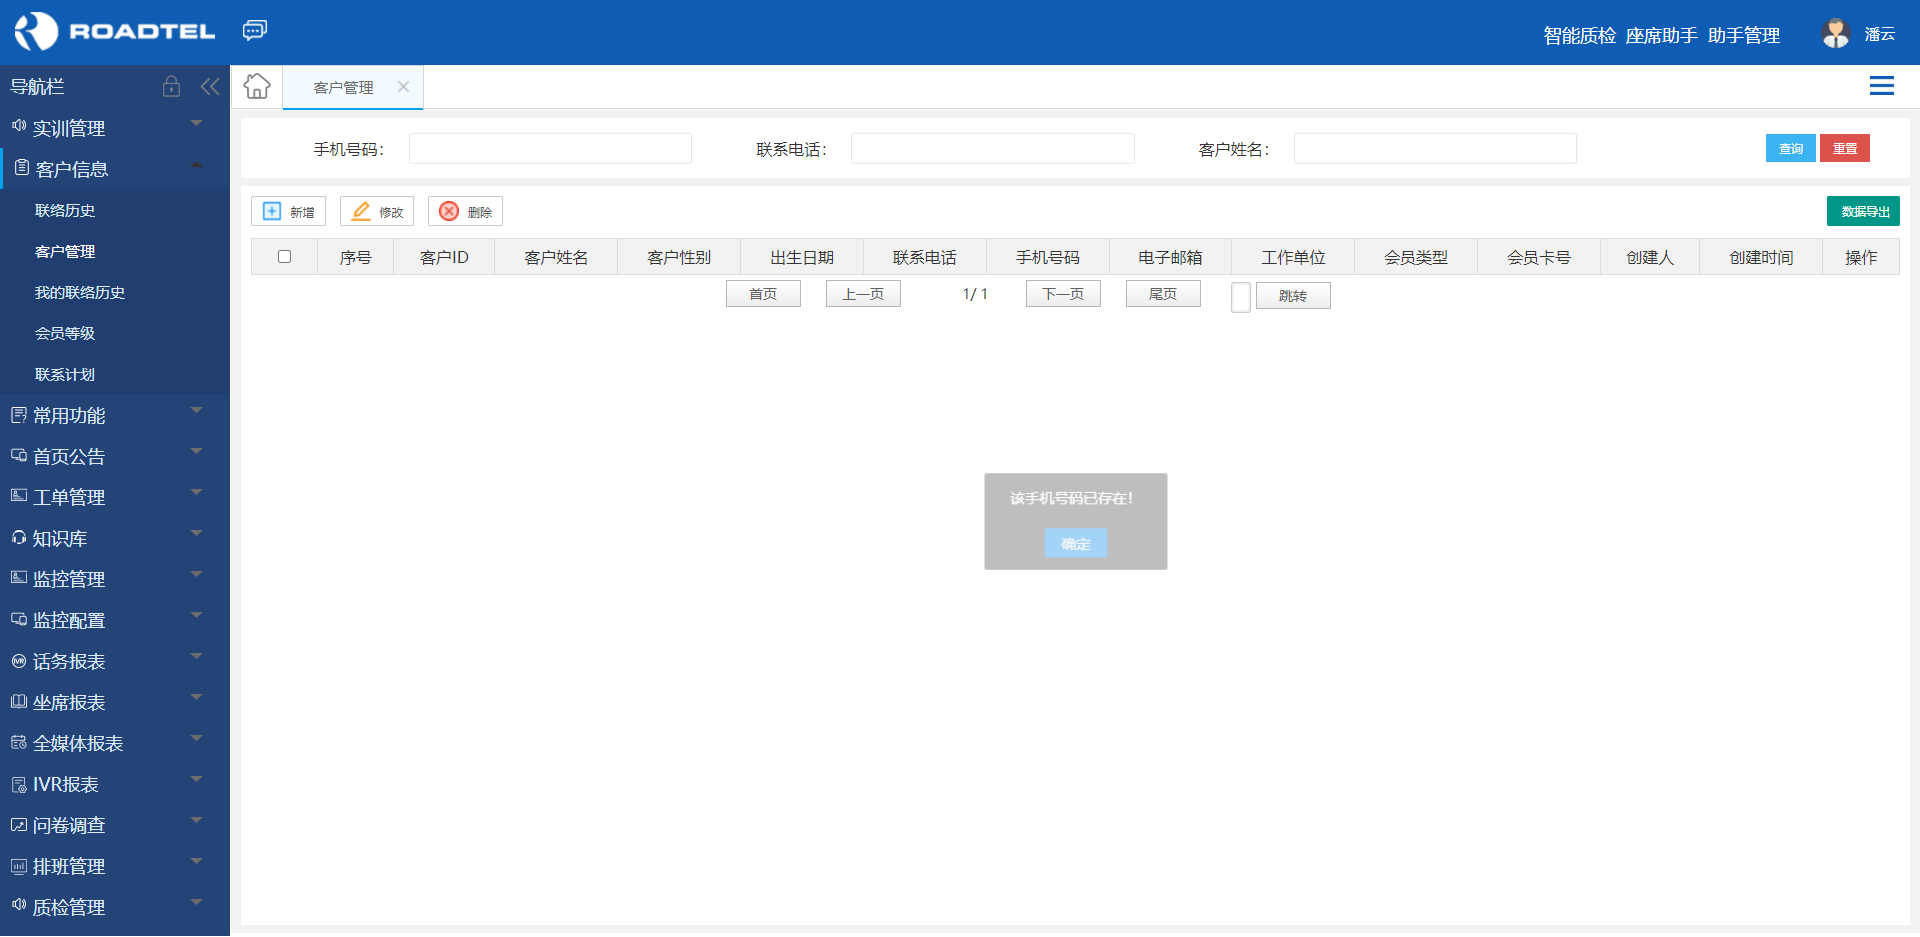 ROADTEL
智能质检 座席助手 助手管理 潘云
导航栏
客户管理
实训管理
客户信息
联络历史
客户管理
我的联络历史
会员等级
联系计划
常用功能
首页公告
工单管理
知识库
监控管理
监控配置
话务报表
坐席报表
全媒体报表
IVR报表
问卷调查
排班管理
质检管理
手机号码： 联系电话： 客户姓名： 查询 重置
新增 修改 删除 数据导出
序号 客户ID 客户姓名 客户性别 出生日期 联系电话 手机号码 电子邮箱 工作单位 会员类型 会员卡号 创建人 创建时间 操作
首页 上一页 1/ 1 下一页 尾页 跳转
该手机号码已存在！
确定